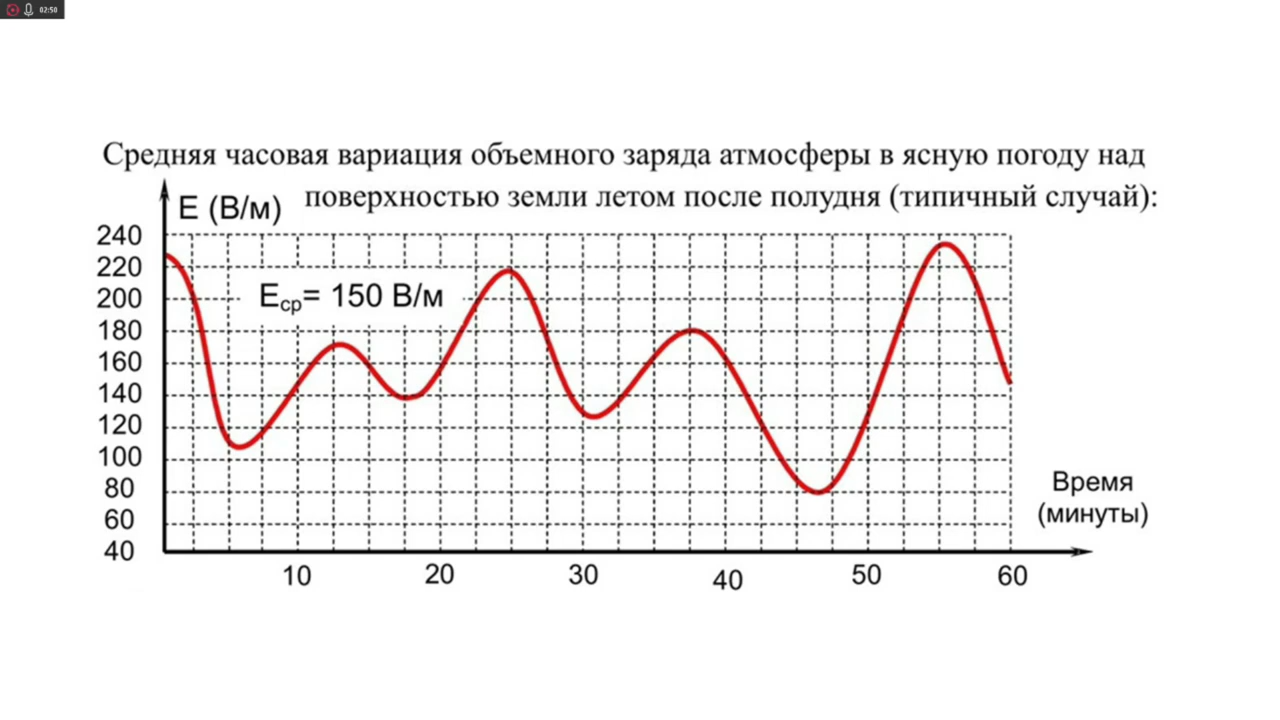 02:50
Средняя часовая вариация объемного заряда атмосферы в ясную погоду над
поверхностью земли летом после полудня (типичный случай):
E (В/м)
240
220
200
180
160
140
120
100
80
60
40
Eср= 150 В/м
10 20 30 40 50 60
Время
(минуты)